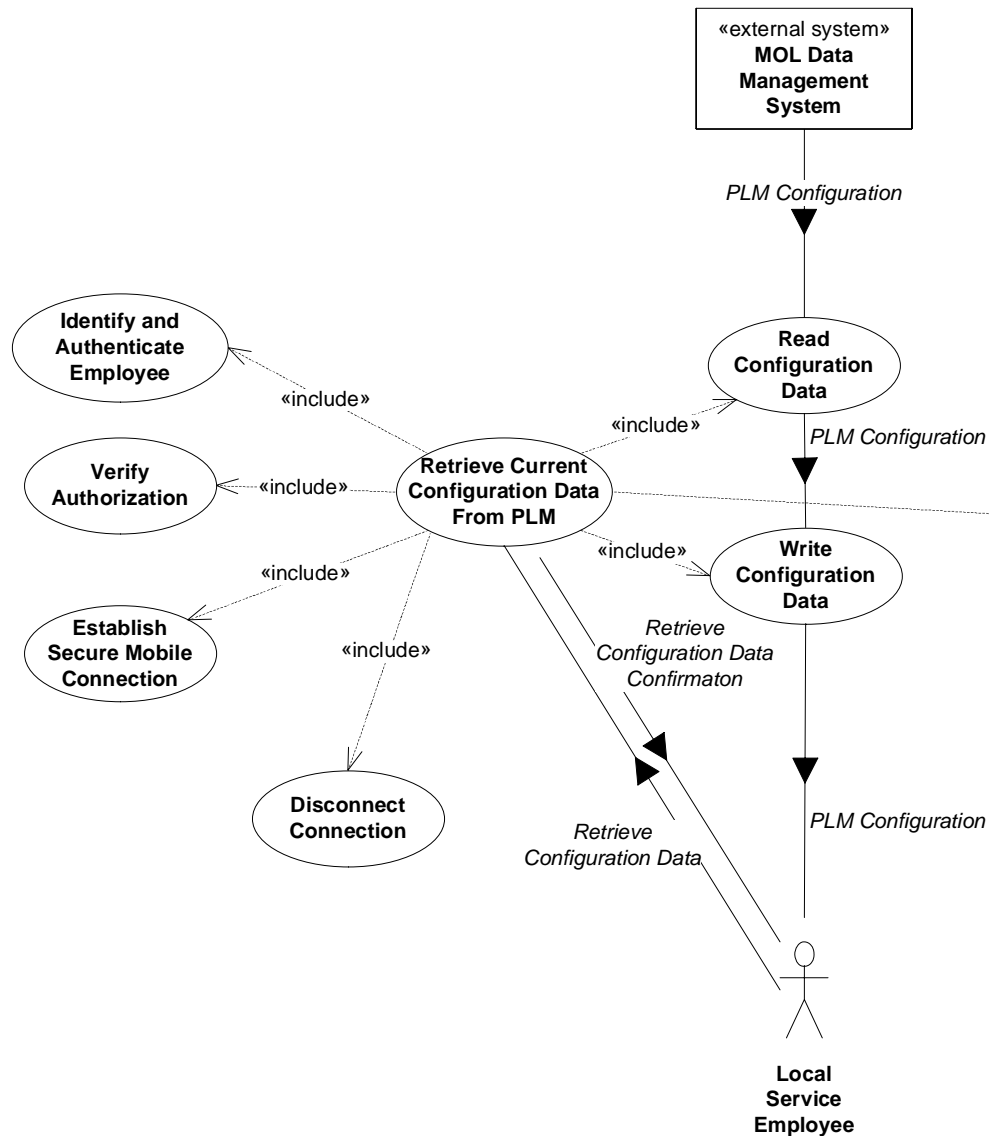 «external system»
MOL Data
Management
System
PLM Configuration
Identify and
Authenticate
Employee
«include»
Read
Configuration
Data
«include»
PLM Configuration
Verify
Authorization
«include»
Retrieve Current
Configuration Data
From PLM
«include»
Write
Configuration
Data
«include»
Establish
Secure Mobile
Connection
«include»
Retrieve
Configuration Data
Confirmaton
Disconnect
Connection
Retrieve
Configuration Data
PLM Configuration
Local
Service
Employee